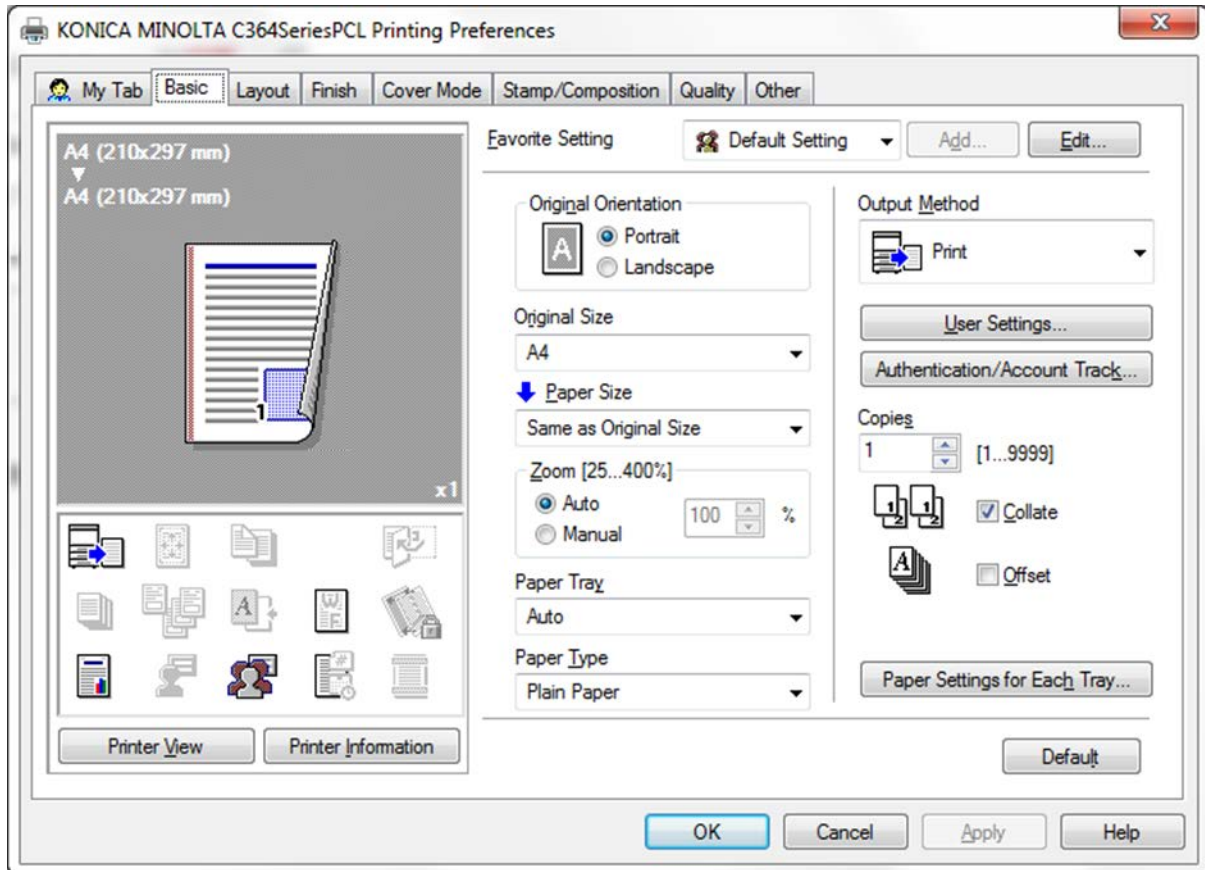 KONICA MINOLTA C364SeriesPCL Printing Preferences
My Tab
Basic
Layout
Finish
Cover Mode
Stamp/Composition
Quality
Other
A4 (210x297 mm)
A4 (210x297 mm)
1
x1
Printer View
Printer Information
Favorite Setting
Default Setting
Add...
Edit...
Original Orientation
A
Portrait
Landscape
Original Size
A4
Paper Size
Same as Original Size
Zoom [25...400%]
Auto
Manual
100
%
Paper Tray
Auto
Paper Type
Plain Paper
Output Method
Print
User Settings...
Authentication/Account Track...
Copies
1
[1...9999]
Collate
Offset
Paper Settings for Each Tray...
Default
OK
Cancel
Apply
Help